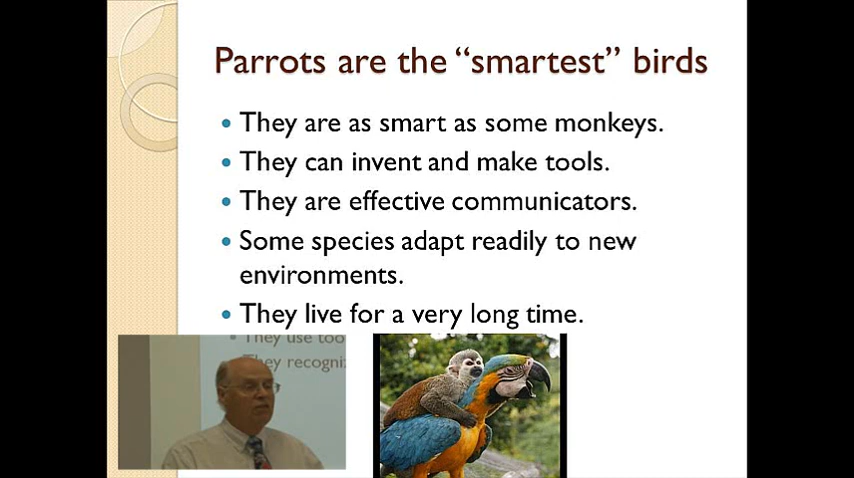 Parrots are the “smartest” birds
• They are as smart as some monkeys.
• They can invent and make tools.
• They are effective communicators.
• Some species adapt readily to new
environments.
• They live for a very long time.
• They use too
They recogni